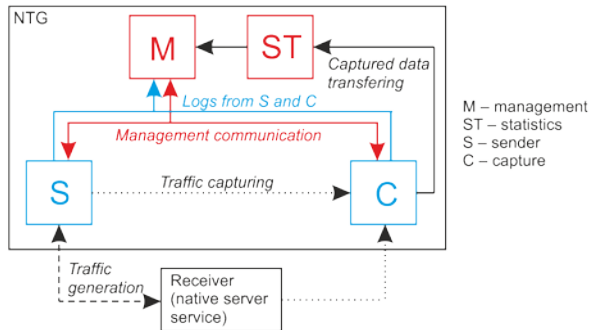 NTG
M
ST
Captured data
transfering
Logs from S and C
Management communication
M – management
ST – statistics
S – sender
C – capture
S
Traffic capturing
C
Traffic
generation
Receiver
(native server
service)